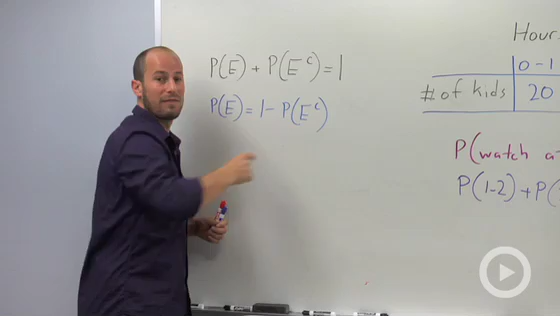 P(E) + P(E^c) = 1
P(E) = 1 - P(E^c)
Hour
0-1
# of kids 20
P(watch a
P(1-2) + P(